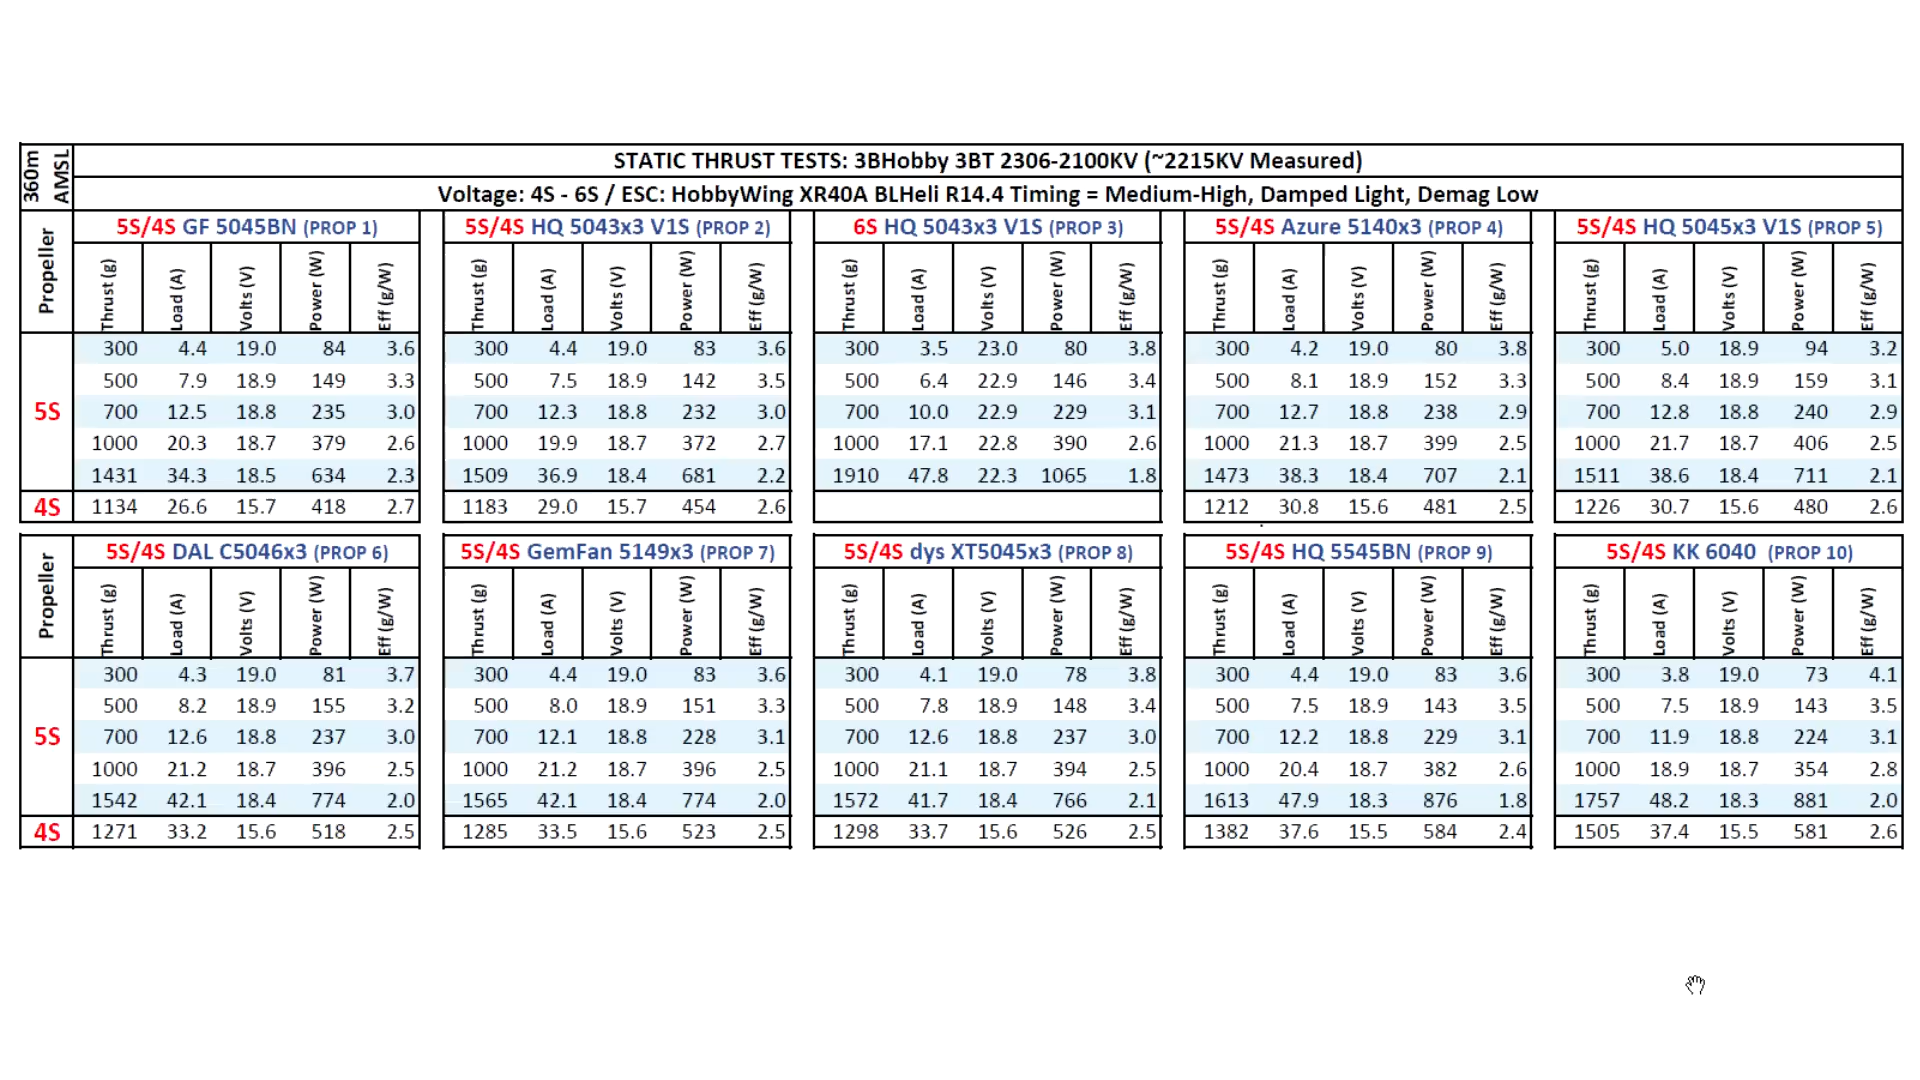 360m AMSL
STATIC THRUST TESTS: 3BHobby 3BT 2306-2100KV (~2215KV Measured)
Voltage: 4S - 6S / ESC: HobbyWing XR40A BLHeli R14.4 Timing = Medium-High, Damped Light, Demag Low
Propeller 5S/4S GF 5045BN (PROP 1) 5S/4S HQ 5043x3 V1S (PROP 2) 6S HQ 5043x3 V1S (PROP 3) 5S/4S Azure 5140x3 (PROP 4) 5S/4S HQ 5045x3 V1S (PROP 5)
Thrust (g) Load (A) Volts (V) Power (W) Eff (g/W) Thrust (g) Load (A) Volts (V) Power (W) Eff (g/W) Thrust (g) Load (A) Volts (V) Power (W) Eff (g/W) Thrust (g) Load (A) Volts (V) Power (W) Eff (g/W) Thrust (g) Load (A) Volts (V) Power (W) Eff (g/W)
300 4.4 19.0 84 3.6 300 4.4 19.0 83 3.6 300 3.5 23.0 80 3.8 300 4.2 19.0 80 3.8 300 5.0 18.9 94 3.2
500 7.9 18.9 149 3.3 500 7.5 18.9 142 3.5 500 6.4 22.9 146 3.4 500 8.1 18.9 152 3.3 500 8.4 18.9 159 3.1
5S 700 12.5 18.8 235 3.0 700 12.3 18.8 232 3.0 700 10.0 22.9 229 3.1 700 12.7 18.8 238 2.9 700 12.8 18.8 240 2.9
1000 20.3 18.7 379 2.6 1000 19.9 18.7 372 2.7 1000 17.1 22.8 390 2.6 1000 21.3 18.7 399 2.5 1000 21.7 18.7 406 2.5
1431 34.3 18.5 634 2.3 1509 36.9 18.4 681 2.2 1910 47.8 22.3 1065 1.8 1473 38.3 18.4 707 2.1 1511 38.6 18.4 711 2.1
4S 1134 26.6 15.7 418 2.7 1183 29.0 15.7 454 2.6 1212 30.8 15.6 481 2.5 1226 30.7 15.6 480 2.6
Propeller 5S/4S DAL C5046x3 (PROP 6) 5S/4S GemFan 5149x3 (PROP 7) 5S/4S dys XT5045x3 (PROP 8) 5S/4S HQ 5545BN (PROP 9) 5S/4S KK 6040 (PROP 10)
Thrust (g) Load (A) Volts (V) Power (W) Eff (g/W) Thrust (g) Load (A) Volts (V) Power (W) Eff (g/W) Thrust (g) Load (A) Volts (V) Power (W) Eff (g/W) Thrust (g) Load (A) Volts (V) Power (W) Eff (g/W) Thrust (g) Load (A) Volts (V) Power (W) Eff (g/W)
300 4.3 19.0 81 3.7 300 4.4 19.0 83 3.6 300 4.1 19.0 78 3.8 300 4.4 19.0 83 3.6 300 3.8 19.0 73 4.1
500 8.2 18.9 155 3.2 500 8.0 18.9 151 3.3 500 7.8 18.9 148 3.4 500 7.5 18.9 143 3.5 500 7.5 18.9 143 3.5
5S 700 12.6 18.8 237 3.0 700 12.1 18.8 228 3.1 700 12.6 18.8 237 3.0 700 12.2 18.8 229 3.1 700 11.9 18.8 224 3.1
1000 21.2 18.7 396 2.5 1000 21.2 18.7 396 2.5 1000 21.1 18.7 394 2.5 1000 20.4 18.7 382 2.6 1000 18.9 18.7 354 2.8
1542 42.1 18.4 774 2.0 1565 42.1 18.4 774 2.0 1572 41.7 18.4 766 2.1 1613 47.9 18.3 876 1.8 1757 48.2 18.3 881 2.0
4S 1271 33.2 15.6 518 2.5 1285 33.5 15.6 523 2.5 1298 33.7 15.6 526 2.5 1382 37.6 15.5 584 2.4 1505 37.4 15.5 581 2.6